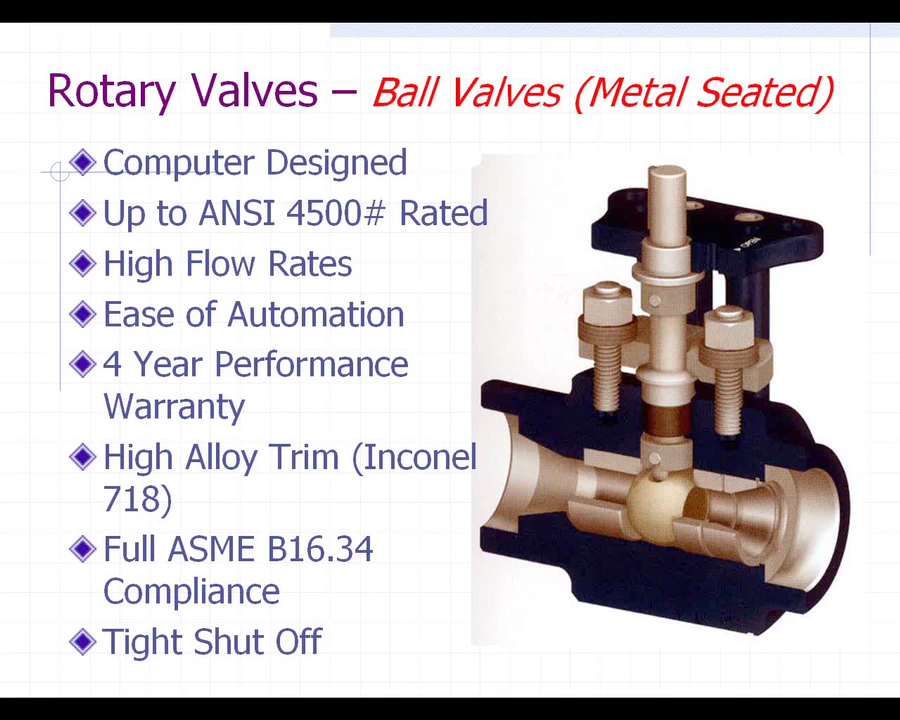 Rotary Valves – Ball Valves (Metal Seated)
Computer Designed
Up to ANSI 4500# Rated
High Flow Rates
Ease of Automation
4 Year Performance
Warranty
High Alloy Trim (Inconel
718)
Full ASME B16.34
Compliance
Tight Shut Off
OPEN